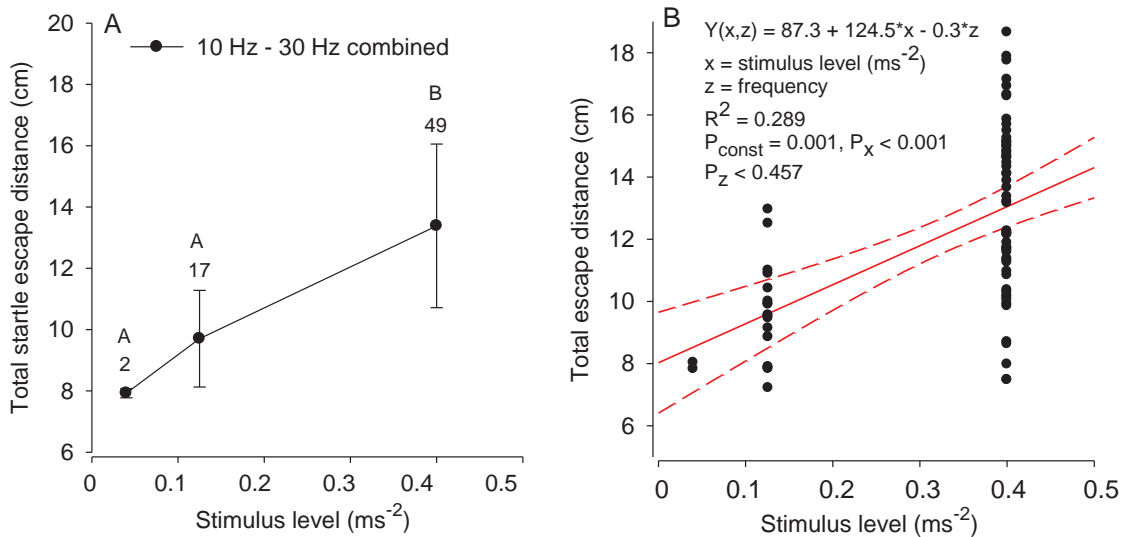 A
10 Hz - 30 Hz combined
20
18
16
14
12
10
8
6
Total startle escape distance (cm)
A
2
A
17
B
49
0 0.1 0.2 0.3 0.4 0.5
Stimulus level (ms-2)
B
Y(x,z) = 87.3 + 124.5*x - 0.3*z
x = stimulus level (ms-2)
z = frequency
R2 = 0.289
Pconst = 0.001, Px < 0.001
Pz < 0.457
18
16
14
12
10
8
6
Total escape distance (cm)
0 0.1 0.2 0.3 0.4 0.5
Stimulus level (ms-2)